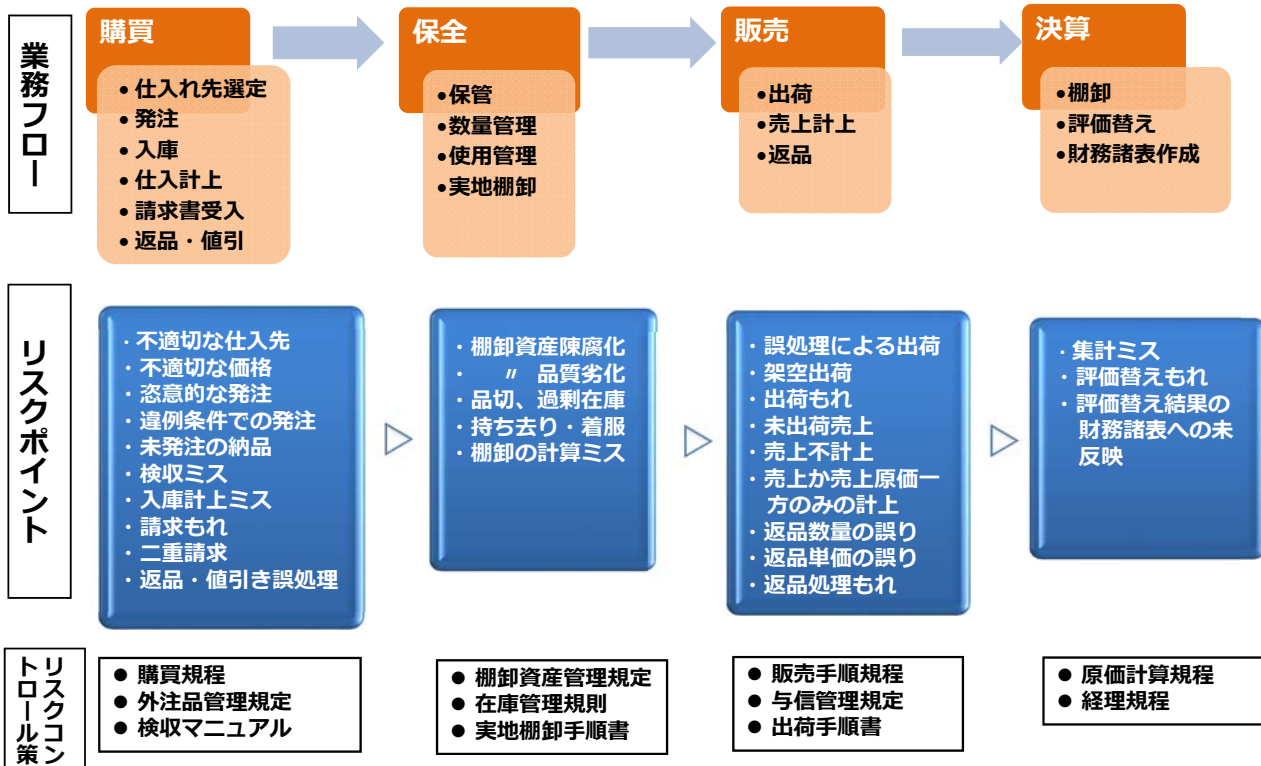 業務フロー
購買
• 仕入れ先選定
• 発注
• 入庫
• 仕入計上
• 請求書受入
• 返品・値引
保全
•保管
•数量管理
•使用管理
•実地棚卸
販売
•出荷
•売上計上
•返品
決算
•棚卸
•評価替え
•財務諸表作成
リスクポイント
・不適切な仕入先
・不適切な価格
・恣意的な発注
・違例条件での発注
・未発注の納品
・検収ミス
・入庫計上ミス
・請求もれ
・二重請求
・返品・値引き誤処理
・棚卸資産陳腐化
・ 〃 品質劣化
・品切、過剰在庫
・持ち去り・着服
・棚卸の計算ミス
・誤処理による出荷
・架空出荷
・出荷もれ
・未出荷売上
・売上不計上
・売上か売上原価一
方のみの計上
・返品数量の誤り
・返品単価の誤り
・返品処理もれ
・集計ミス
・評価替えもれ
・評価替え結果の
財務諸表への未
反映
リスクコン
トロール策
● 購買規程
● 外注品管理規定
● 検収マニュアル
● 棚卸資産管理規定
● 在庫管理規則
● 実地棚卸手順書
● 販売手順規程
● 与信管理規定
● 出荷手順書
● 原価計算規程
● 経理規程